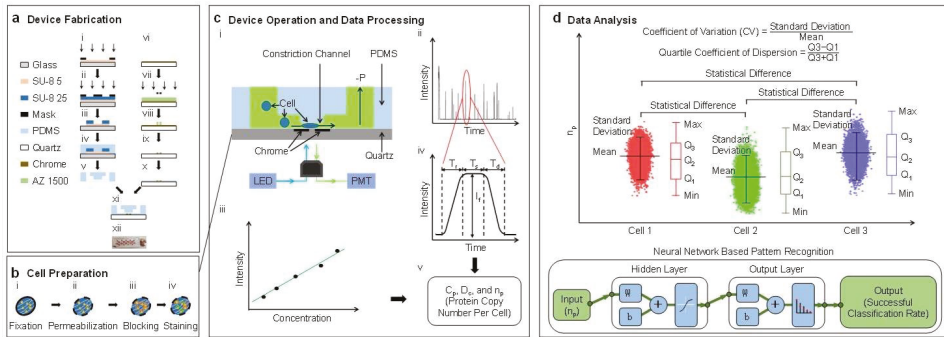 a Device Fabrication
i
vi
Glass
SU-8 5
SU-8 25
Mask
PDMS
Quartz
Chrome
AZ 1500
ii
vii
iii
viii
iv
ix
v
x
xi
xii
b Cell Preparation
i
ii
iii
iv
Fixation
Permeabilization
Blocking
Staining
c Device Operation and Data Processing
i
Constriction Channel
PDMS
Cell
-P
Chrome
Quartz
LED
PMT
ii
Intensity
Time
iii
Intensity
Concentration
iv
Tr Ts Td
If
Intensity
Time
v
Cp, Dc, and np
(Protein Copy
Number Per Cell)
d Data Analysis
Coefficient of Variation (CV) = Standard Deviation / Mean
Quartile Coefficient of Dispersion = Q3−Q1 / Q3+Q1
Statistical Difference
Statistical Difference
Statistical Difference
np
Standard
Deviation
Mean
Max
Q3
Q2
Q1
Min
Standard
Deviation
Mean
Max
Q3
Q2
Q1
Min
Standard
Deviation
Mean
Max
Q3
Q2
Q1
Min
Cell 1
Cell 2
Cell 3
Neural Network Based Pattern Recognition
Hidden Layer
Output Layer
Input
(np)
W
b
+
W
b
+
Output
(Successful
Classification Rate)